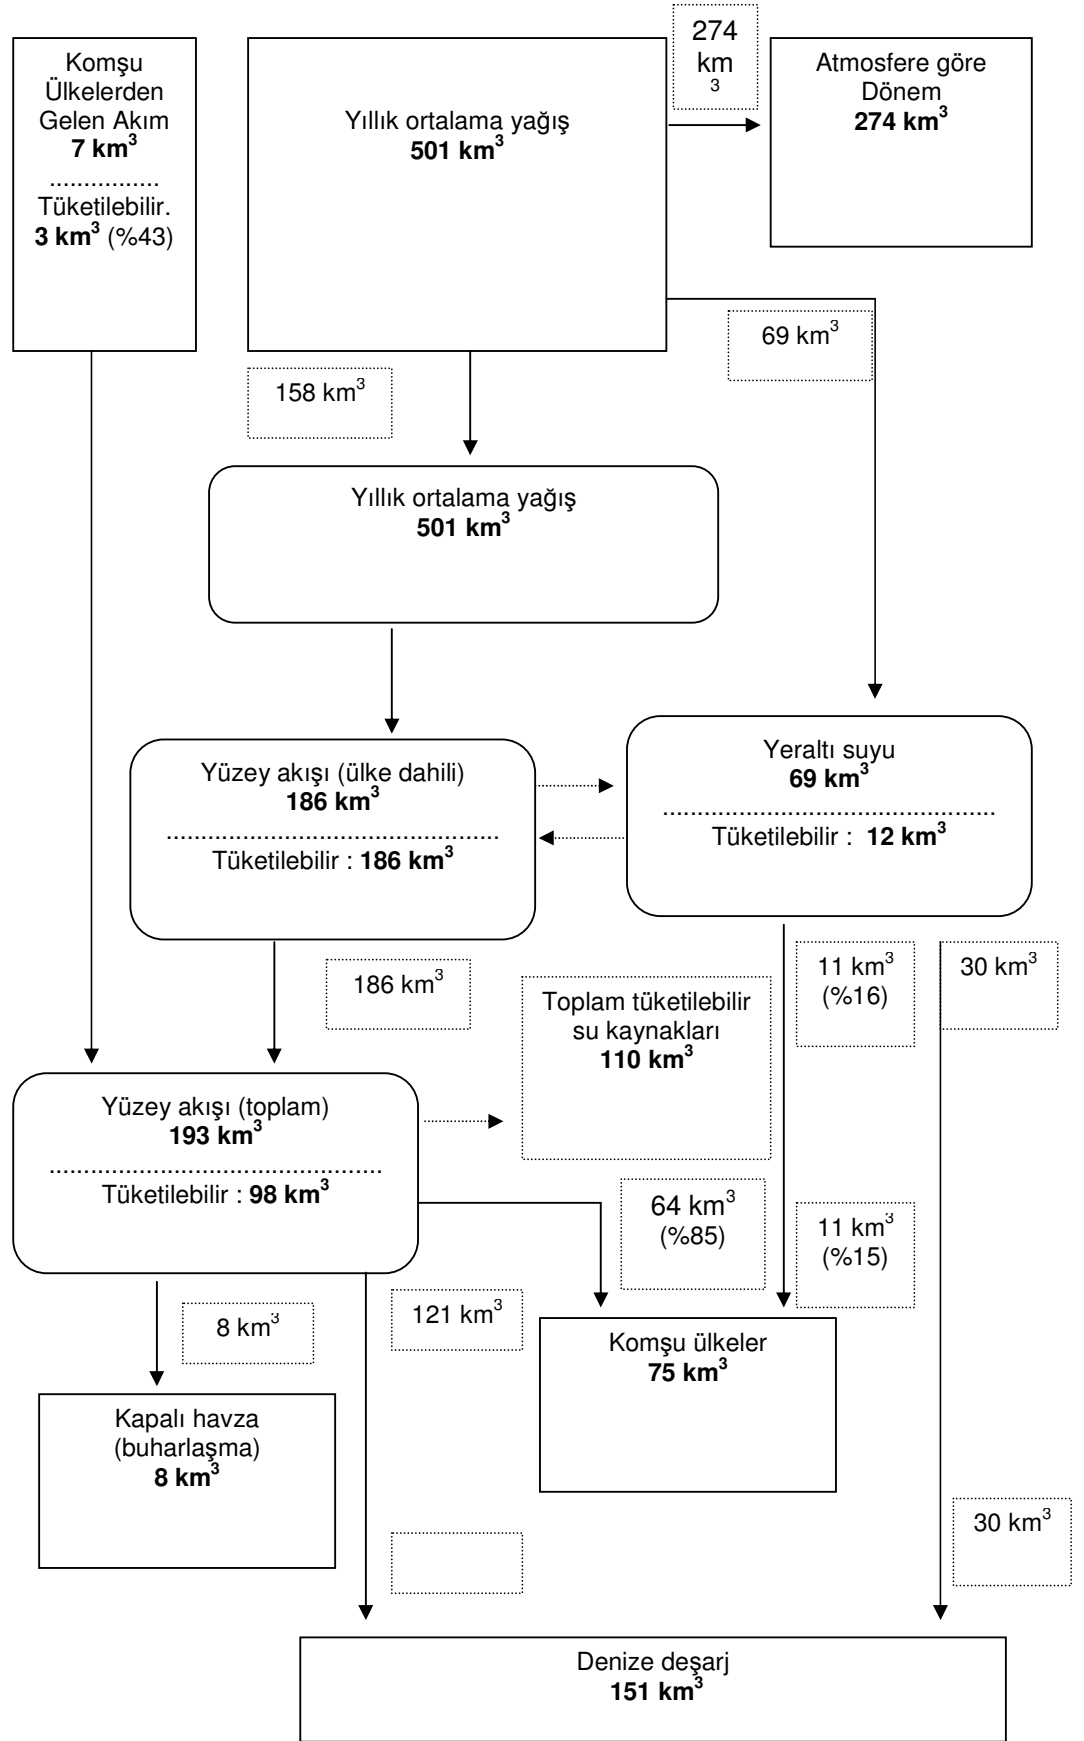 Komşu
Ülkelerden
Gelen Akım
7 km³
................
Tüketilebilir.
3 km³ (%43)
Yıllık ortalama yağış
501 km³
274
km
3
Atmosfere göre
Dönem
274 km³
69 km³
158 km³
Yıllık ortalama yağış
501 km³
Yüzey akışı (ülke dahili)
186 km³
................................................
Tüketilebilir : 186 km³
Yeraltı suyu
69 km³
................................................
Tüketilebilir : 12 km³
186 km³
Toplam tüketilebilir
su kaynakları
110 km³
11 km³
(%16)
30 km³
Yüzey akışı (toplam)
193 km³
................................................
Tüketilebilir : 98 km³
64 km³
(%85)
11 km³
(%15)
8 km³
121 km³
Komşu ülkeler
75 km³
Kapalı havza
(buharlaşma)
8 km³
30 km³
Denize deşarj
151 km³